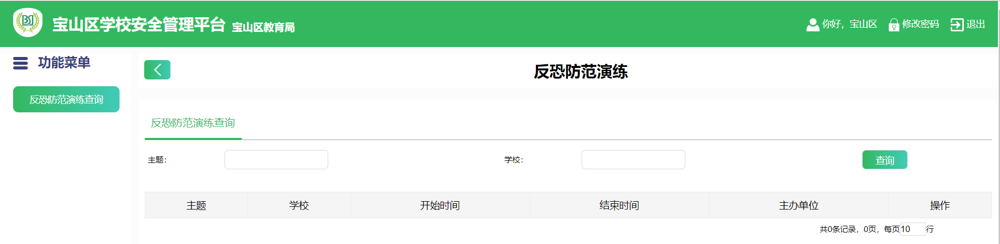 宝山区学校安全管理平台 宝山区教育局
你好，宝山区 修改密码 退出
功能菜单
反恐防范演练
反恐防范演练查询
反恐防范演练查询
主题： 学校： 查询
主题 学校 开始时间 结束时间 主办单位 操作
共0条记录，0页，每页10行